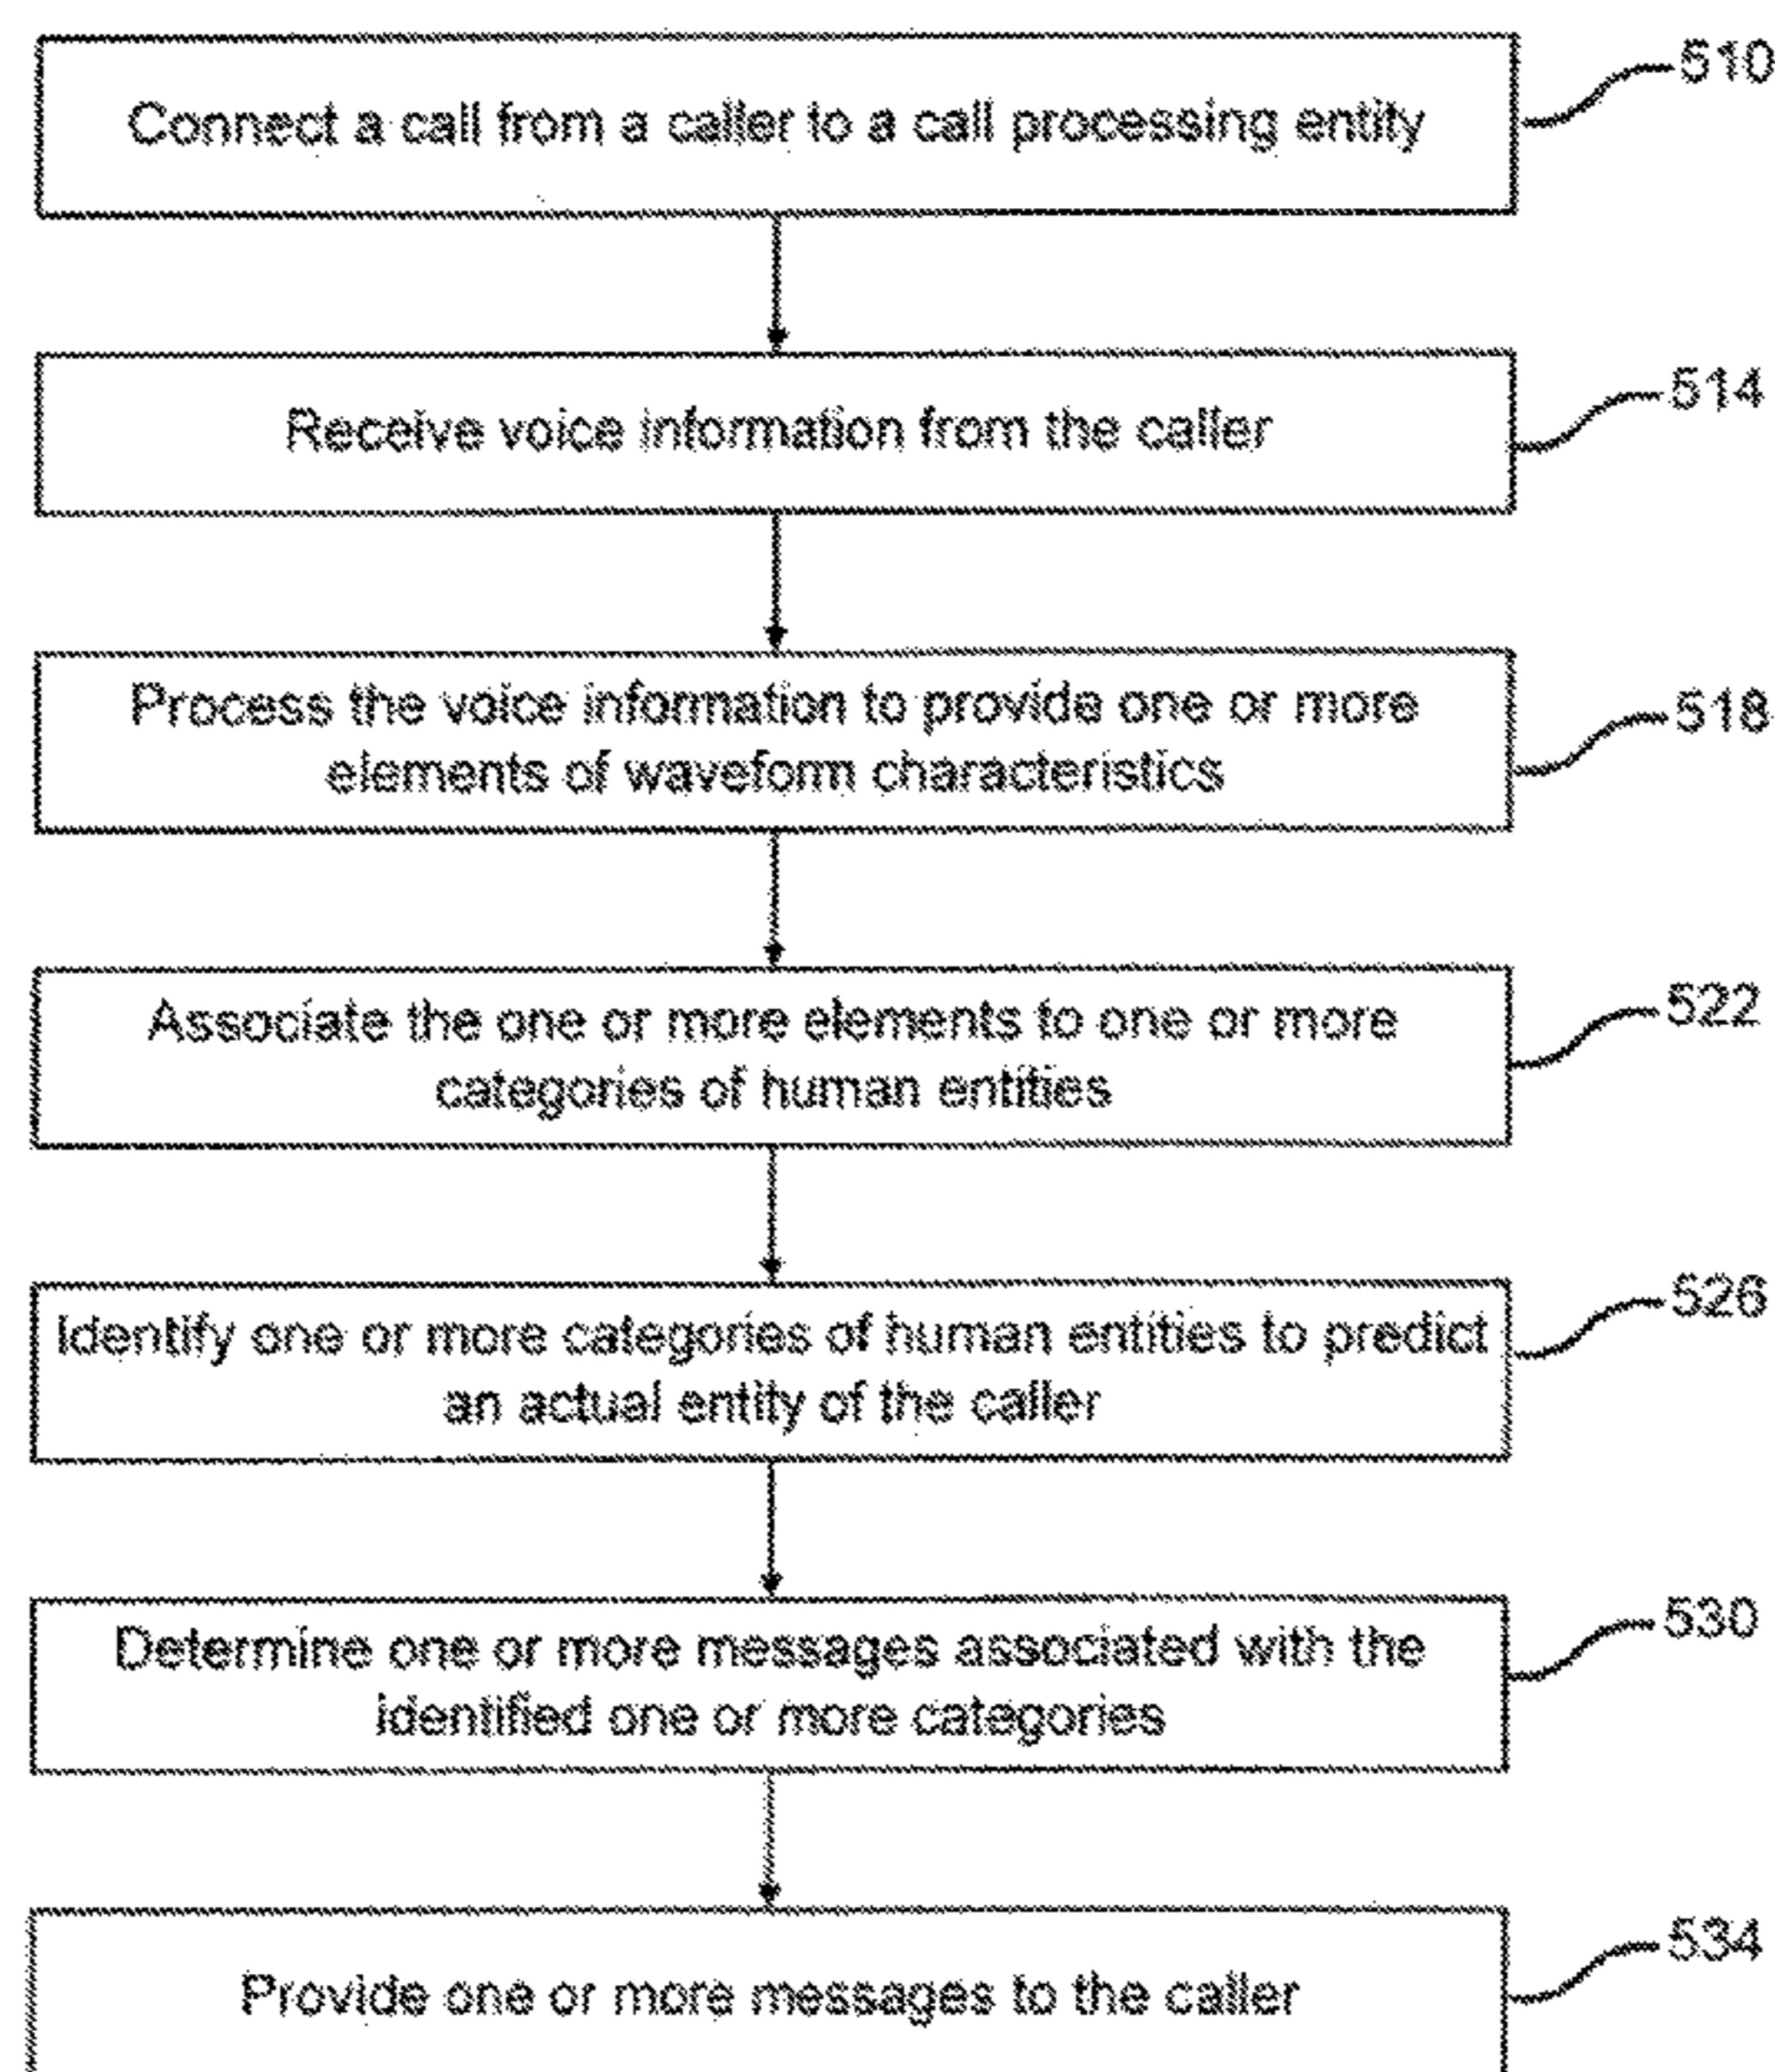 Connect a call from a caller to a call processing entity
510
Receive voice information from the caller
514
Process the voice information to provide one or more
elements of waveform characteristics
518
Associate the one or more elements to one or more
categories of human entities
522
Identify one or more categories of human entities to predict
an actual entity of the caller
526
Determine one or more messages associated with the
identified one or more categories
530
Provide one or more messages to the caller
534